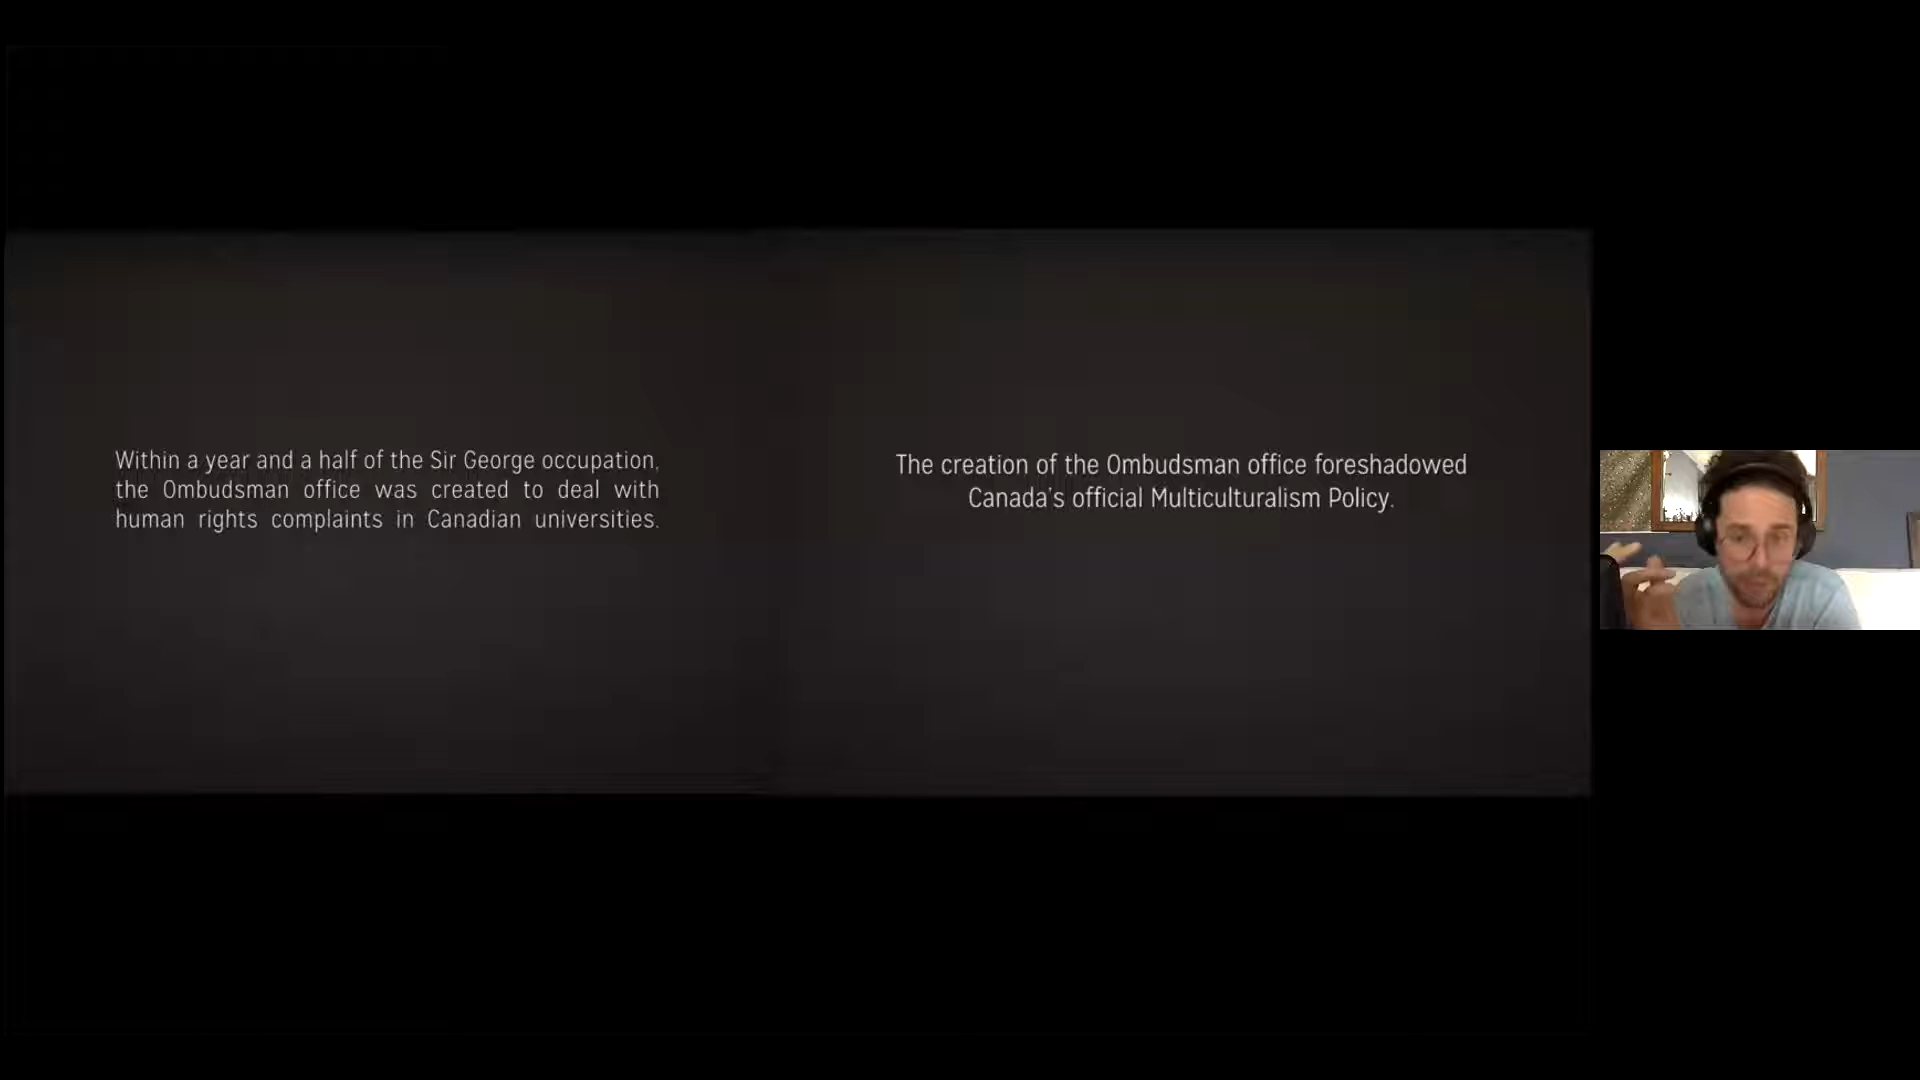 Within a year and a half of the Sir George occupation,
the Ombudsman office was created to deal with
human rights complaints in Canadian universities.
The creation of the Ombudsman office foreshadowed
Canada's official Multiculturalism Policy.